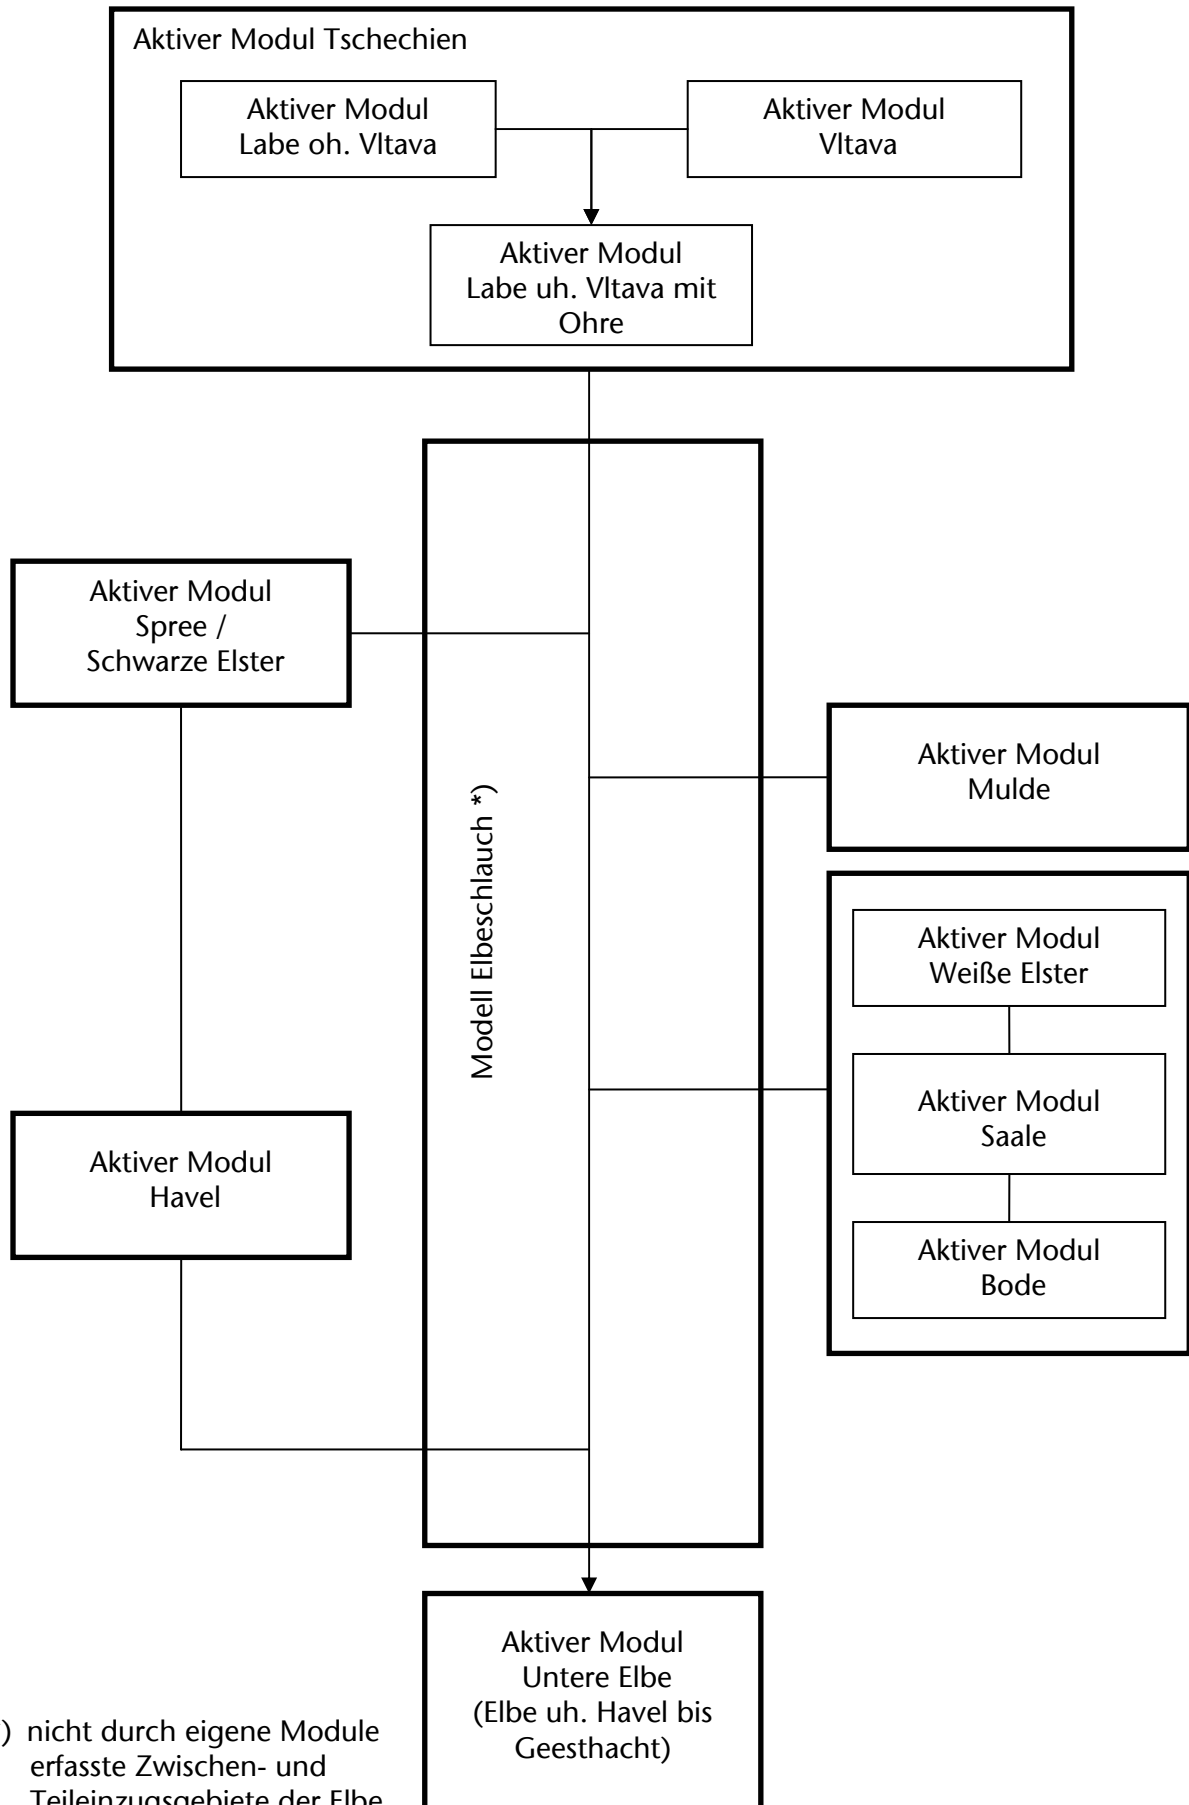 Aktiver Modul Tschechien
Aktiver Modul
Labe oh. Vltava
Aktiver Modul
Vltava
Aktiver Modul
Labe uh. Vltava mit
Ohre
Aktiver Modul
Spree /
Schwarze Elster
Modell Elbeschlauch *)
Aktiver Modul
Mulde
Aktiver Modul
Weiße Elster
Aktiver Modul
Saale
Aktiver Modul
Bode
Aktiver Modul
Havel
Aktiver Modul
Untere Elbe
(Elbe uh. Havel bis
Geesthacht)
) nicht durch eigene Module
erfasste Zwischen- und
Teileinzugsgebiete der Elbe